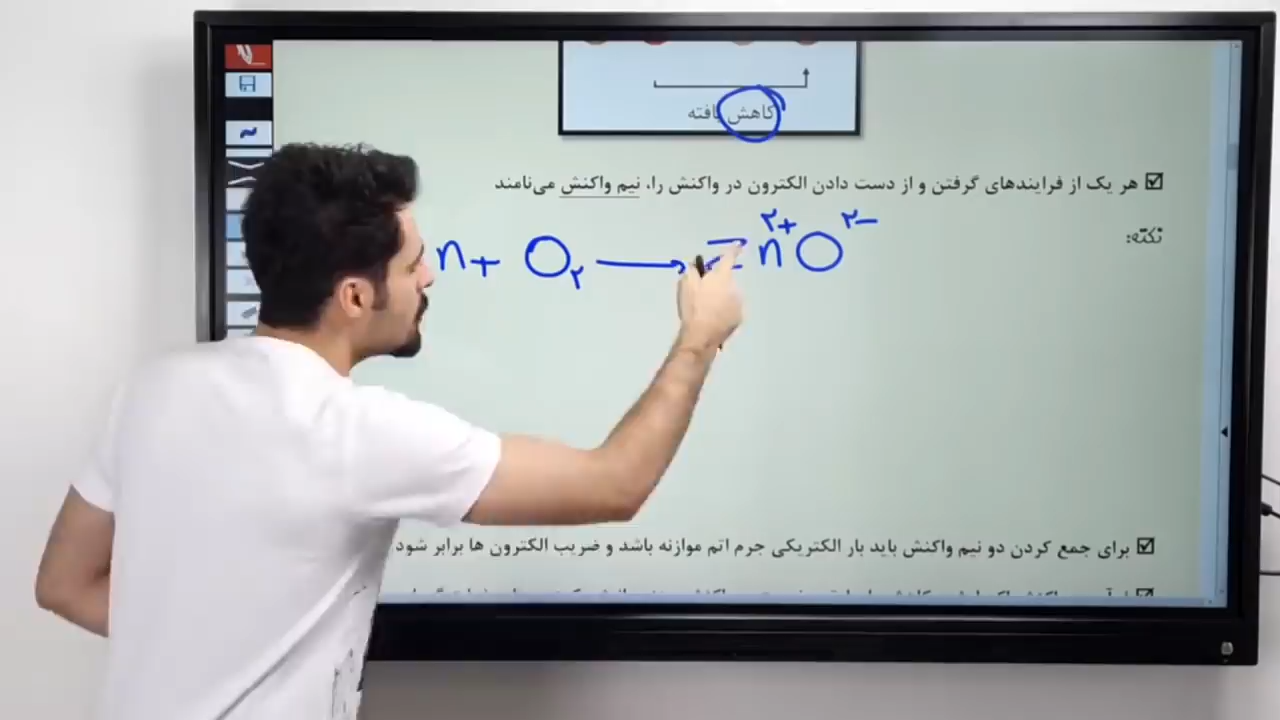 کاهش یافته
هر یک از فرایندهای گرفتن و از دست دادن الکترون در واکنش را، نیم واکنش می‌نامند
نکته:
n + O۲ → Zn۲+ O۲−
برای جمع کردن دو نیم واکنش باید بار الکتریکی جرم اتم موازنه باشد و ضریب الکترون ها برابر شود